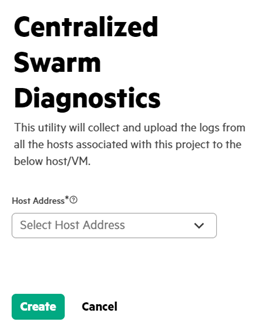 Centralized
Swarm
Diagnostics
This utility will collect and upload the logs from
all the hosts associated with this project to the
below host/VM.
Host Address*
Select Host Address
Create Cancel